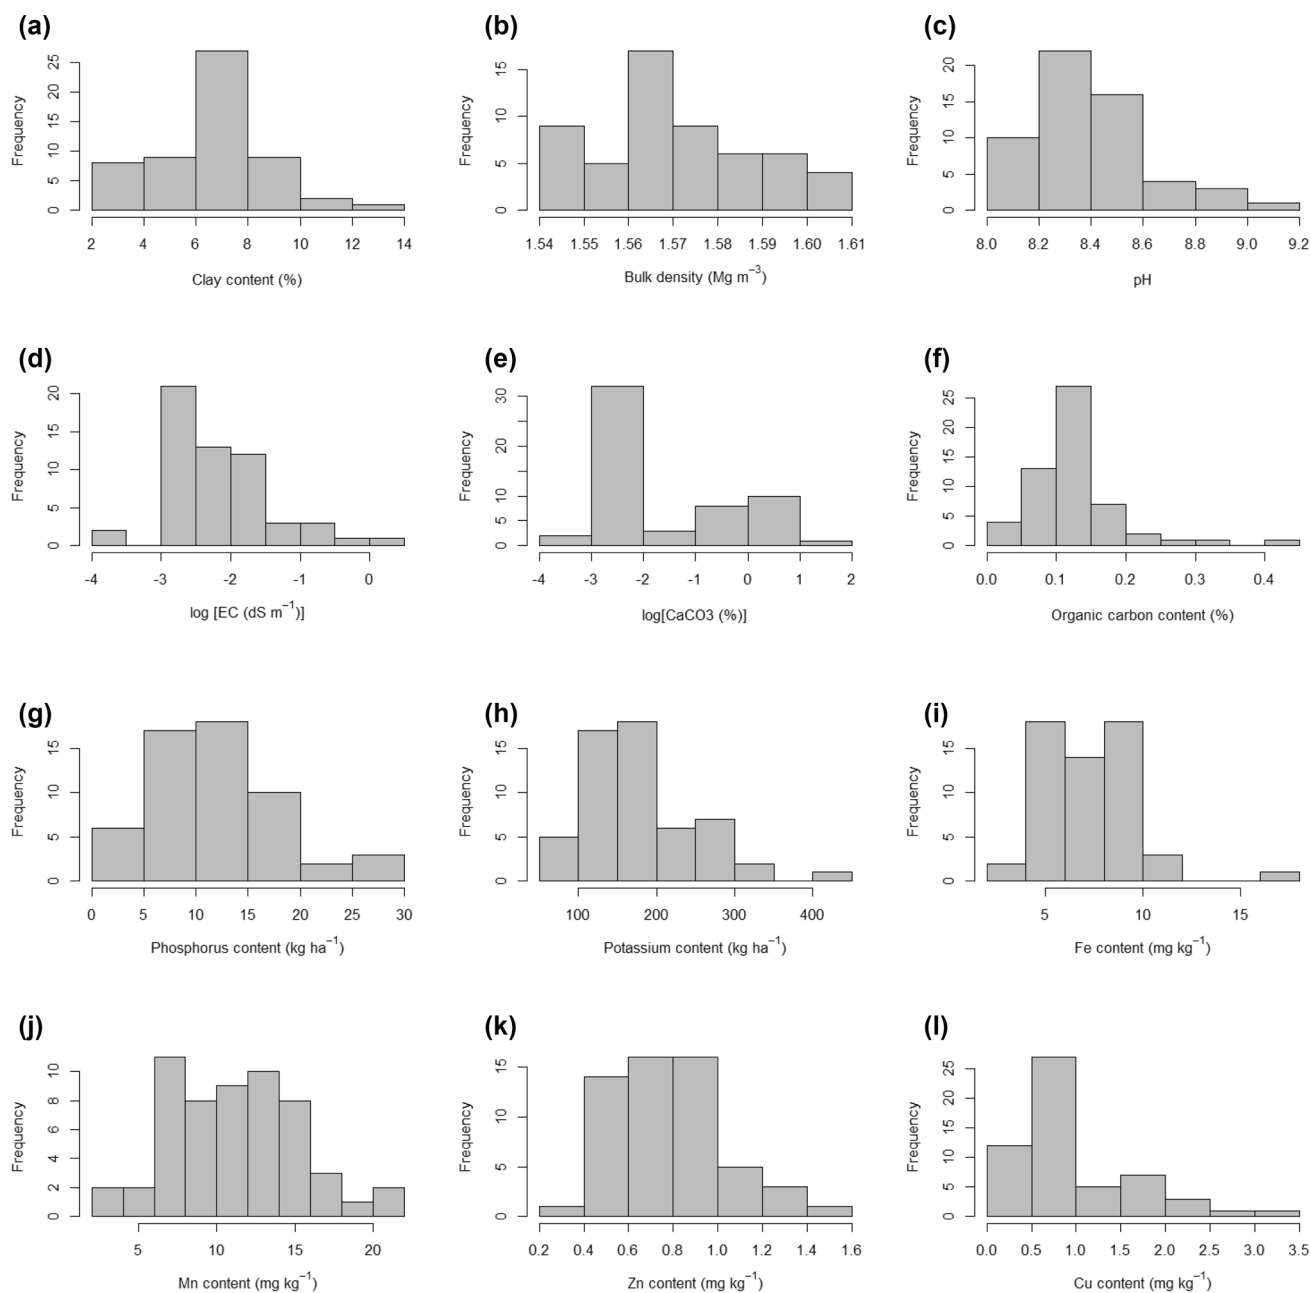 (a)
Frequency
0 5 10 15 20 25
2 4 6 8 10 12 14
Clay content (%)
(b)
Frequency
0 5 10 15
1.54 1.55 1.56 1.57 1.58 1.59 1.60 1.61
Bulk density (Mg m⁻³)
(c)
Frequency
0 5 10 15 20
8.0 8.2 8.4 8.6 8.8 9.0 9.2
pH
(d)
Frequency
0 5 10 15 20
-4 -3 -2 -1 0
log [EC (dS m⁻¹)]
(e)
Frequency
0 5 10 20 30
-4 -3 -2 -1 0 1 2
log[CaCO3 (%)]
(f)
Frequency
0 5 10 15 20 25
0.0 0.1 0.2 0.3 0.4
Organic carbon content (%)
(g)
Frequency
0 5 10 15
0 5 10 15 20 25 30
Phosphorus content (kg ha⁻¹)
(h)
Frequency
0 5 10 15
100 200 300 400
Potassium content (kg ha⁻¹)
(i)
Frequency
0 5 10 15
5 10 15
Fe content (mg kg⁻¹)
(j)
Frequency
0 2 4 6 8 10
5 10 15 20
Mn content (mg kg⁻¹)
(k)
Frequency
0 5 10 15
0.2 0.4 0.6 0.8 1.0 1.2 1.4 1.6
Zn content (mg kg⁻¹)
(l)
Frequency
0 5 10 15 20 25
0.0 0.5 1.0 1.5 2.0 2.5 3.0 3.5
Cu content (mg kg⁻¹)